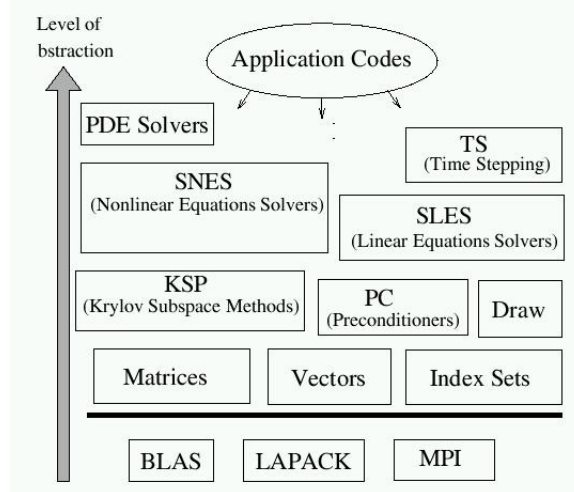 Level of
bstraction
Application Codes
PDE Solvers
TS
(Time Stepping)
SNES
(Nonlinear Equations Solvers)
SLES
(Linear Equations Solvers)
KSP
(Krylov Subspace Methods)
PC
(Preconditioners)
Draw
Matrices
Vectors
Index Sets
BLAS
LAPACK
MPI